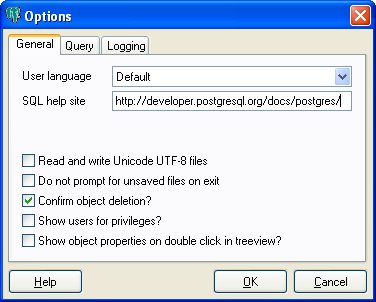 Options
General Query Logging
User language Default
SQL help site http://developer.postgresql.org/docs/postgres/
Read and write Unicode UTF-8 files
Do not prompt for unsaved files on exit
Confirm object deletion?
Show users for privileges?
Show object properties on double click in treeview?
Help OK Cancel